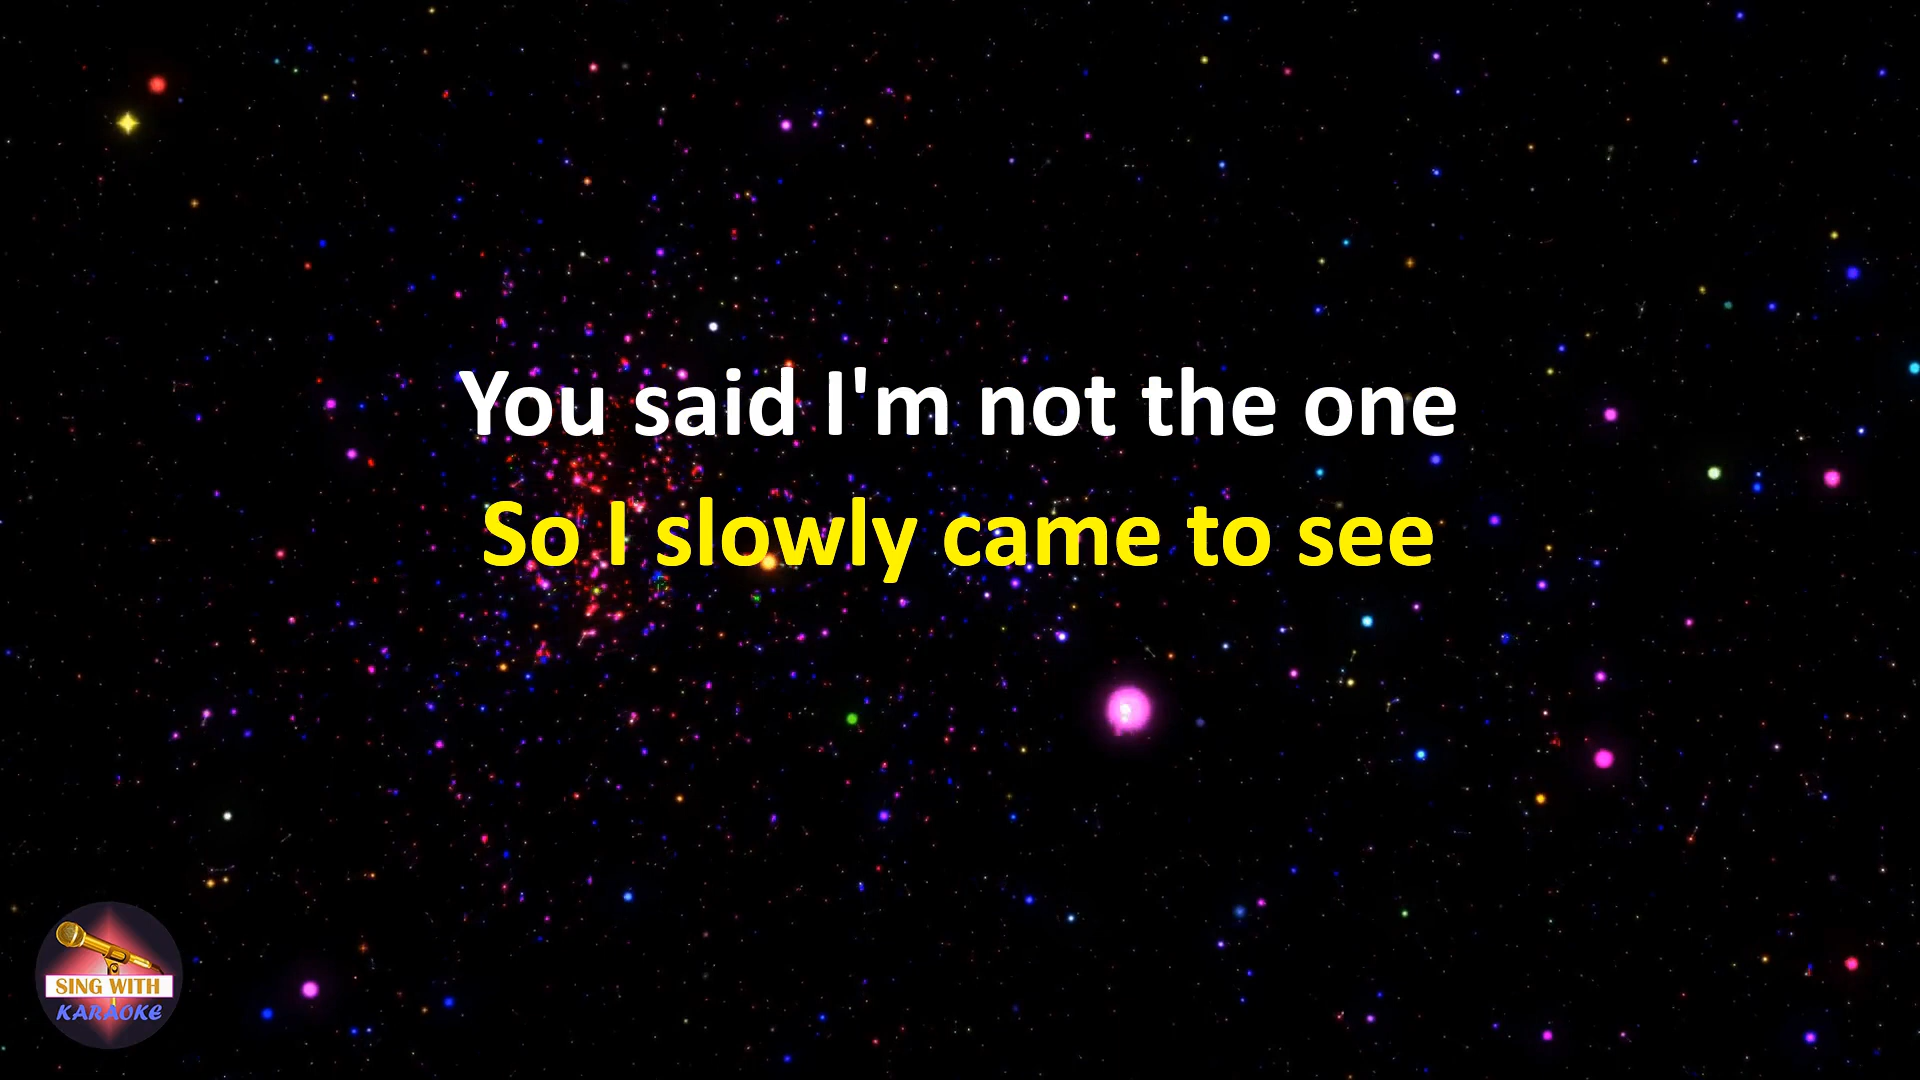 You said I'm not the one
So I slowly came to see
SING WITH
KARAOKE